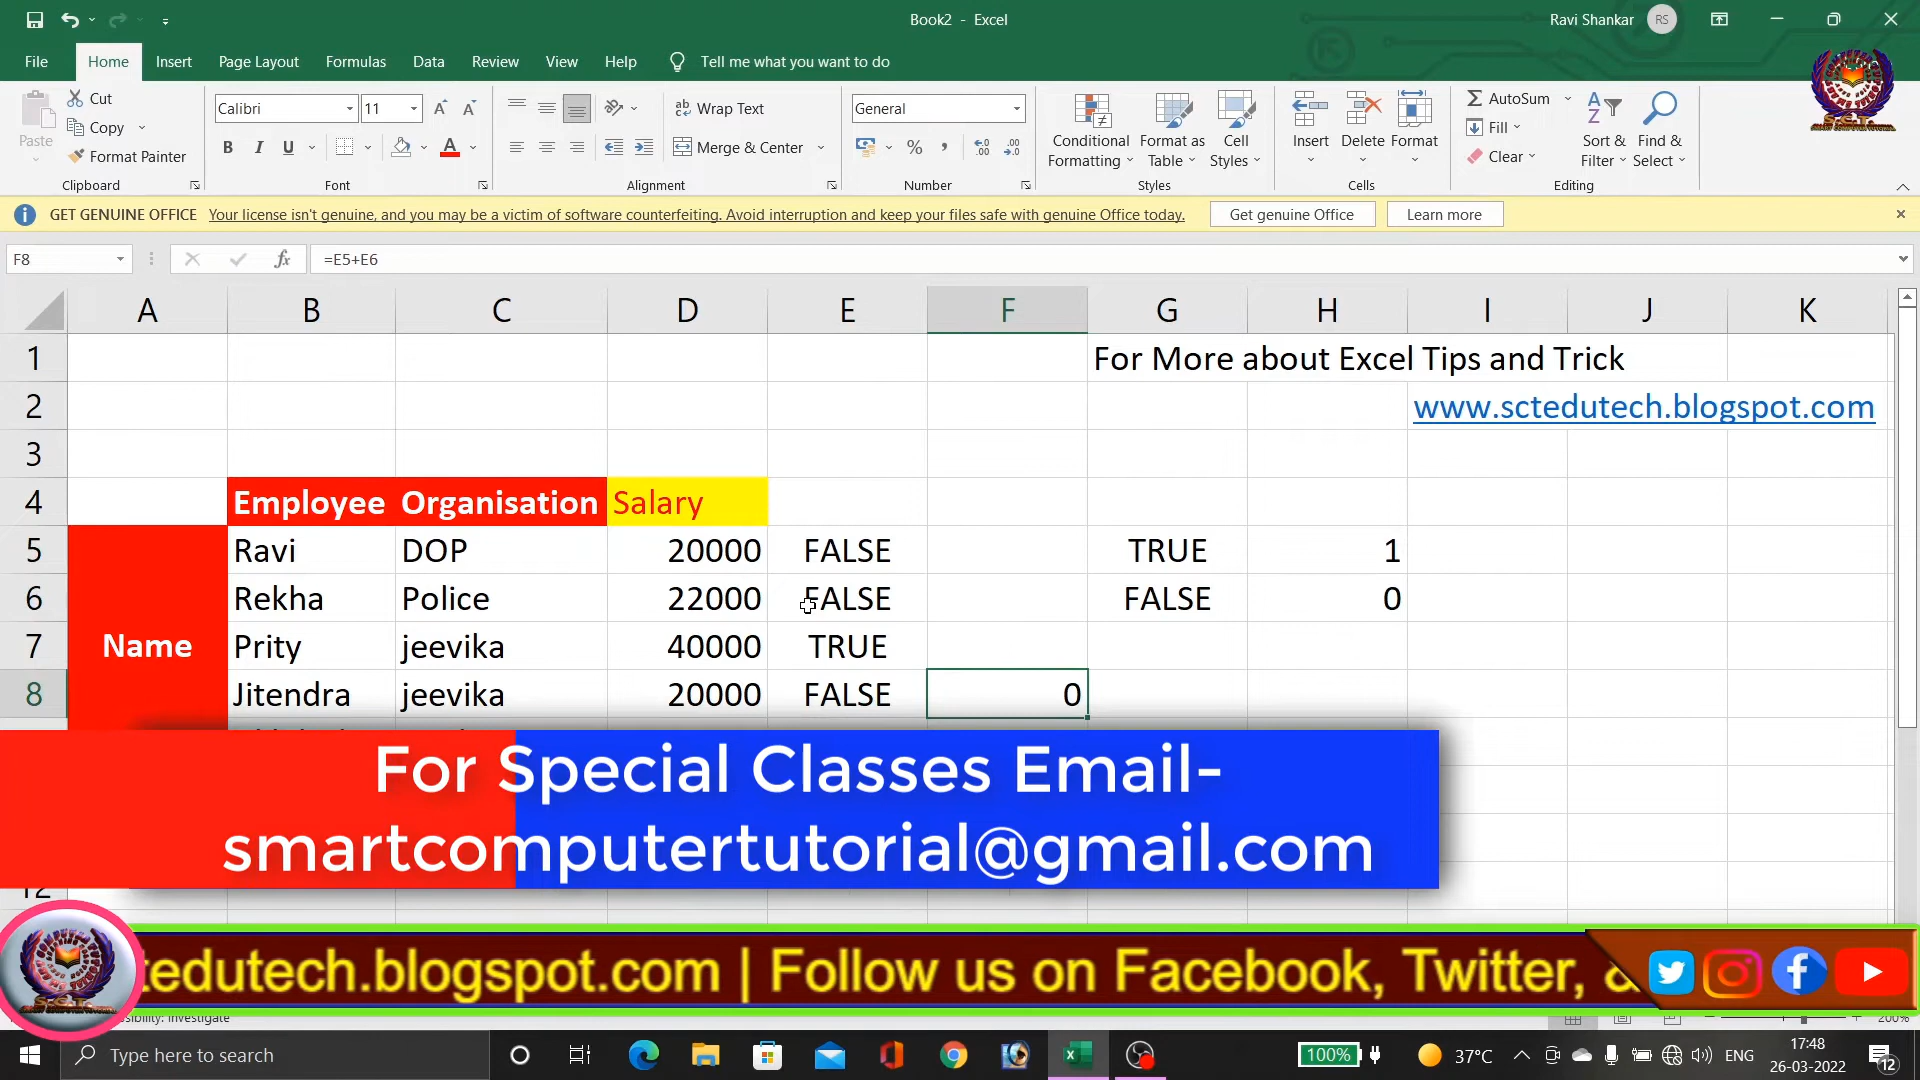 Book2 - Excel
Ravi Shankar
RS
File
Home
Insert
Page Layout
Formulas
Data
Review
View
Help
Tell me what you want to do
Paste
Cut
Copy
Format Painter
Clipboard
Calibri
11
B I U
A
Font
Wrap Text
Merge & Center
Alignment
General
%
Number
Conditional Formatting
Format as Table
Cell Styles
Styles
Insert
Delete
Format
Cells
AutoSum
Fill
Clear
Sort & Filter
Find & Select
Editing
GET GENUINE OFFICE
Your license isn't genuine, and you may be a victim of software counterfeiting. Avoid interruption and keep your files safe with genuine Office today.
Get genuine Office
Learn more
F8
fx
=E5+E6
A B C D E F G H I J K
1 For More about Excel Tips and Trick
2 www.sctedutech.blogspot.com
3
4 Employee Organisation Salary
5 Ravi DOP 20000 FALSE TRUE 1
6 Rekha Police 22000 FALSE FALSE 0
7 Name Prity jeevika 40000 TRUE
8 Jitendra jeevika 20000 FALSE 0
For Special Classes Email-
smartcomputertutorial@gmail.com
12
tedutech.blogspot.com | Follow us on Facebook, Twitter, &
Investigate
200%
Type here to search
100%
37°C
ENG
17:48
26-03-2022
12